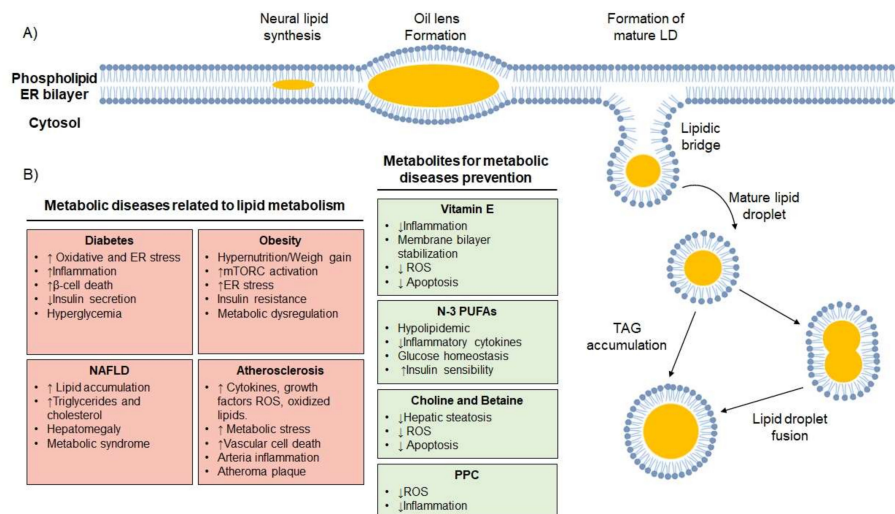 A)
Neural lipid
synthesis
Oil lens
Formation
Formation of
mature LD
Phospholipid
ER bilayer
Cytosol
Lipidic
bridge
Mature lipid
droplet
TAG
accumulation
Lipid droplet
fusion
B)
Metabolic diseases related to lipid metabolism
Diabetes
• ↑ Oxidative and ER stress
• ↑Inflammation
• ↑β-cell death
• ↓Insulin secretion
• Hyperglycemia
Obesity
• Hypernutrition/Weigh gain
• ↑mTORC activation
• ↑ER stress
• Insulin resistance
• Metabolic dysregulation
NAFLD
• ↑ Lipid accumulation
• ↑Triglycerides and
cholesterol
• Hepatomegaly
• Metabolic syndrome
Atherosclerosis
• ↑ Cytokines, growth
factors ROS, oxidized
lipids.
• ↑ Metabolic stress
• ↑Vascular cell death
• Arteria inflammation
• Atheroma plaque
Metabolites for metabolic
diseases prevention
Vitamin E
• ↓Inflammation
• Membrane bilayer
stabilization
• ↓ ROS
• ↓ Apoptosis
N-3 PUFAs
• Hypolipidemic
• ↓Inflammatory cytokines
• Glucose homeostasis
• ↑Insulin sensibility
Choline and Betaine
• ↓Hepatic steatosis
• ↓ ROS
• ↓ Apoptosis
PPC
• ↓ROS
• ↓Inflammation